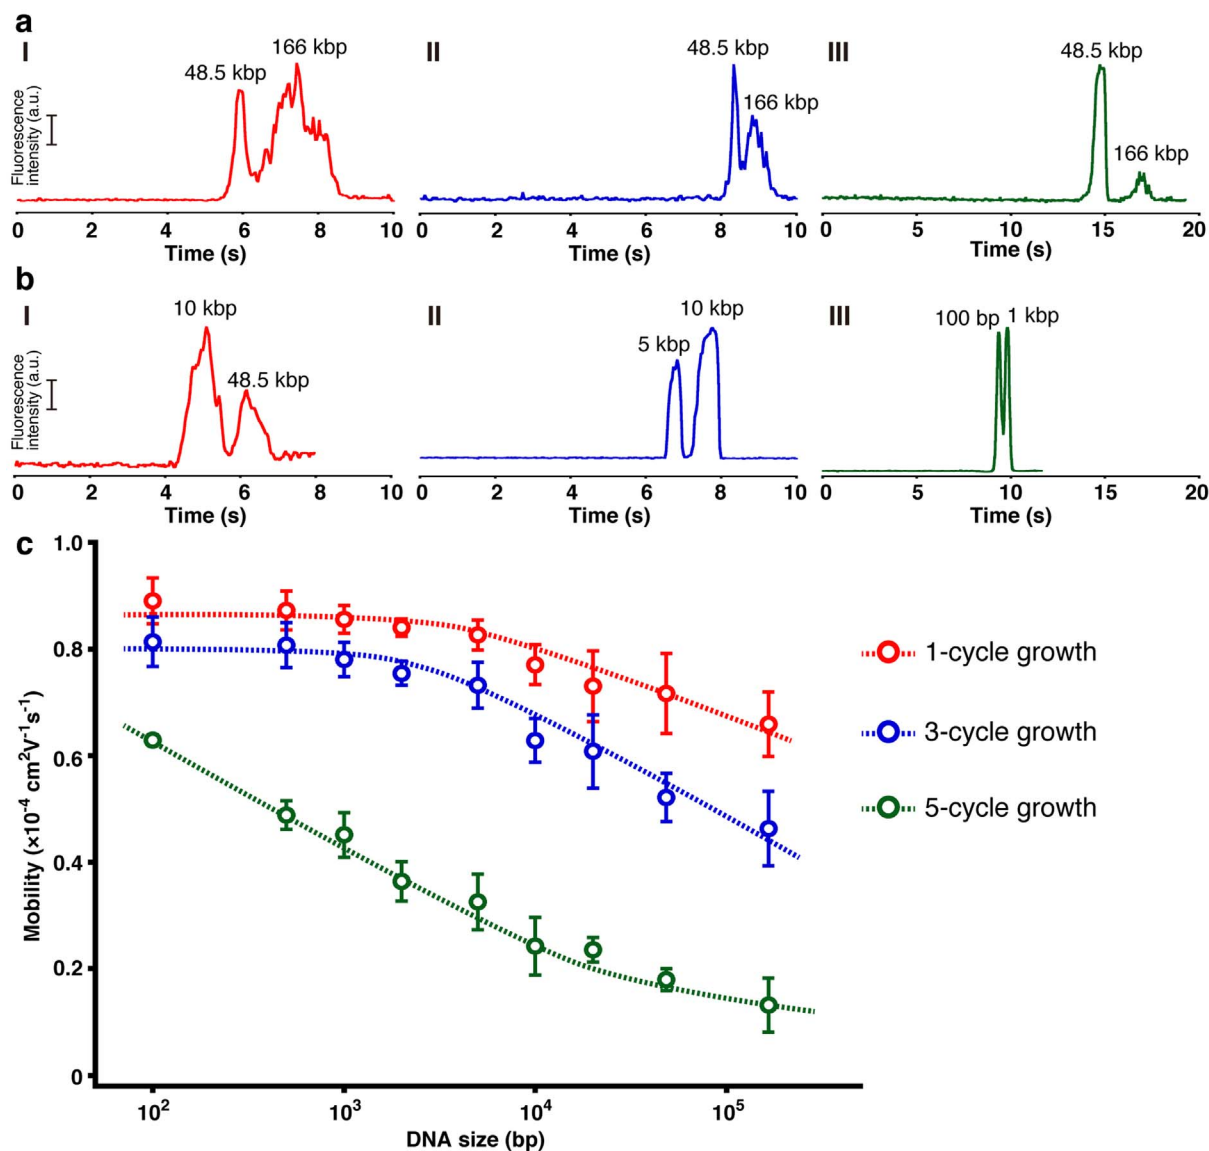 a
I
II
III
48.5 kbp
166 kbp
48.5 kbp
166 kbp
48.5 kbp
166 kbp
Fluorescence
intensity (a.u.)
0 2 4 6 8 10
0 2 4 6 8 10
0 5 10 15 20
Time (s)
Time (s)
Time (s)
b
I
II
III
10 kbp
48.5 kbp
5 kbp
10 kbp
100 bp
1 kbp
Fluorescence
intensity (a.u.)
0 2 4 6 8 10
0 2 4 6 8 10
0 5 10 15 20
Time (s)
Time (s)
Time (s)
c
1.0
0.8
0.6
0.4
0.2
0
Mobility (×10⁻⁴ cm²V⁻¹s⁻¹)
10² 10³ 10⁴ 10⁵
DNA size (bp)
1-cycle growth
3-cycle growth
5-cycle growth